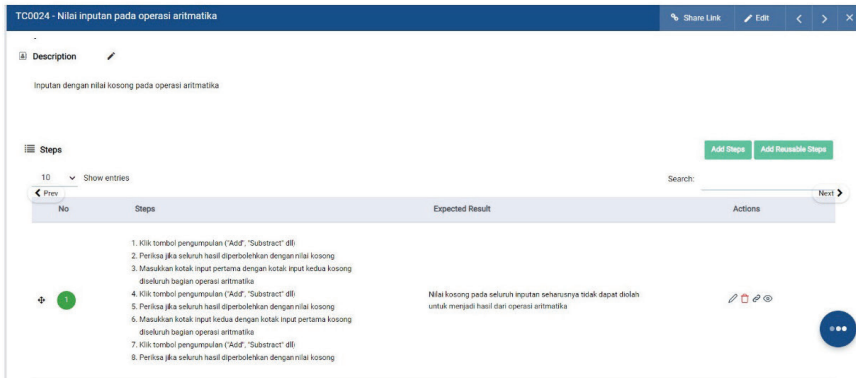 TC0024 - Nilai inputan pada operasi aritmatika
Share Link
Edit
Description
Inputan dengan nilai kosong pada operasi aritmatika
Steps
Add Steps
Add Reusable Steps
10 Show entries
Search:
Prev
Next
No Steps Expected Result Actions
1. Klik tombol pengumpulan ("Add", "Substract" dll)
2. Periksa jika seluruh hasil diperbolehkan dengan nilai kosong
3. Masukkan kotak input pertama dengan kotak input kedua kosong
diseluruh bagian operasi aritmatika
4. Klik tombol pengumpulan ("Add", "Substract" dll)
5. Periksa jika seluruh hasil diperbolehkan dengan nilai kosong
6. Masukkan kotak input kedua dengan kotak input pertama kosong
diseluruh bagian operasi aritmatika
7. Klik tombol pengumpulan ("Add", "Substract" dll)
8. Periksa jika seluruh hasil diperbolehkan dengan nilai kosong
1
Nilai kosong pada seluruh inputan seharusnya tidak dapat diolah
untuk menjadi hasil dari operasi aritmatika